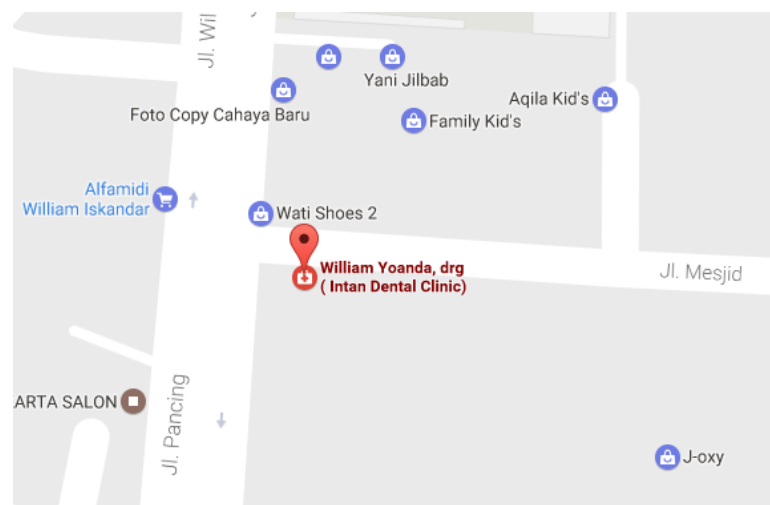 Jl. Wil
Yani Jilbab
Foto Copy Cahaya Baru
Aqila Kid's
Family Kid's
Alfamidi
William Iskandar
Wati Shoes 2
William Yoanda, drg
( Intan Dental Clinic)
Jl. Mesjid
ARTA SALON
Jl. Pancing
J-oxy